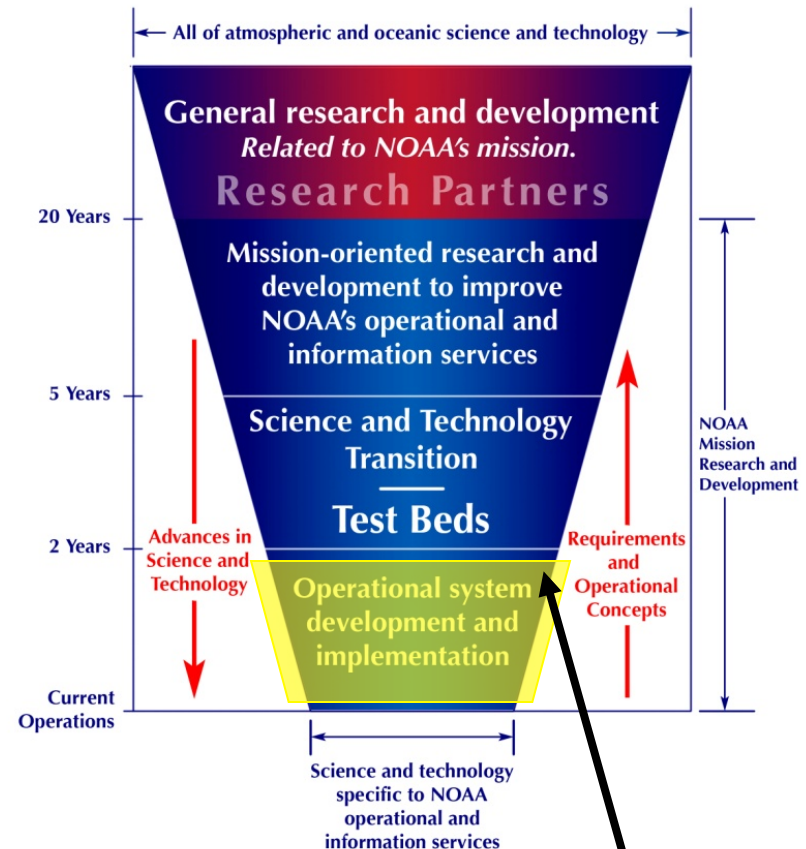 All of atmospheric and oceanic science and technology
General research and development
Related to NOAA's mission.
Research Partners
20 Years
Mission-oriented research and
development to improve
NOAA's operational and
information services
5 Years
Science and Technology
Transition
Test Beds
NOAA
Mission
Research and
Development
2 Years
Advances in
Science and
Technology
Requirements
and
Operational
Concepts
Operational system
development and
implementation
Current
Operations
Science and technology
specific to NOAA
operational and
information services